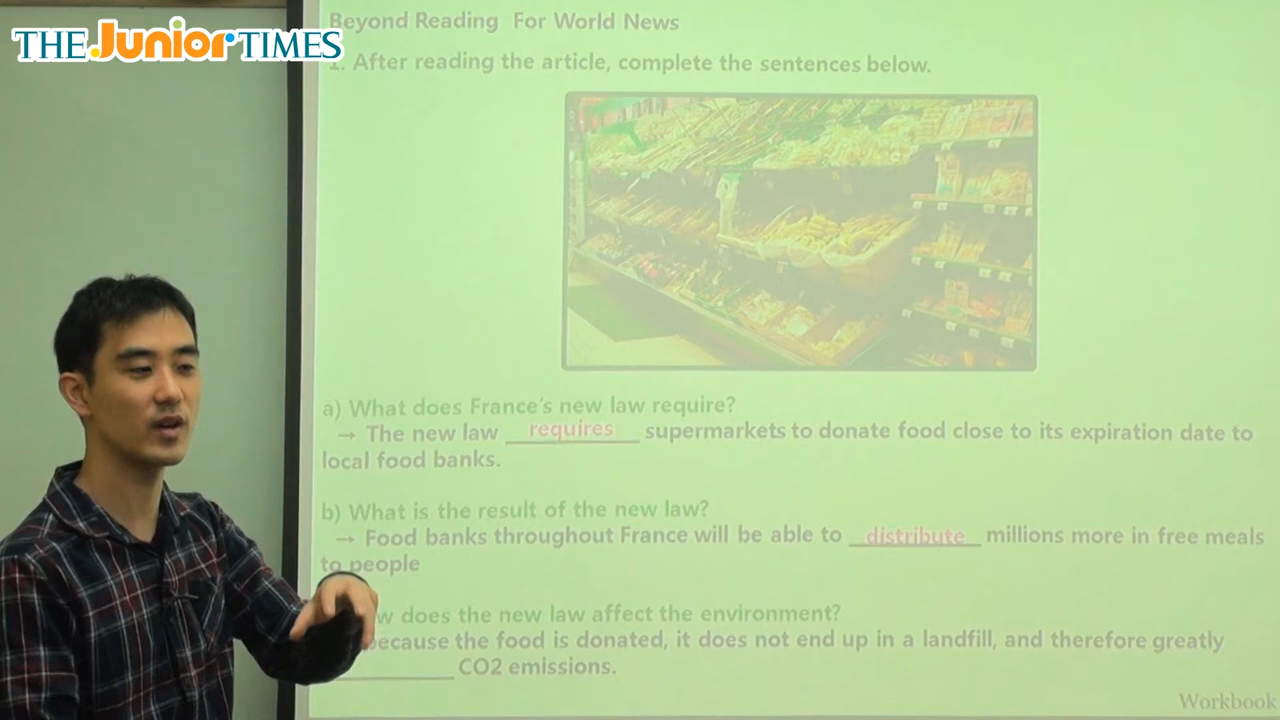 THE Junior TIMES
Beyond Reading For World News
1. After reading the article, complete the sentences below.
a) What does France's new law require?
→ The new law requires supermarkets to donate food close to its expiration date to
local food banks.
b) What is the result of the new law?
→ Food banks throughout France will be able to distribute millions more in free meals
to people
does the new law affect the environment?
because the food is donated, it does not end up in a landfill, and therefore greatly
CO2 emissions.
Workbook